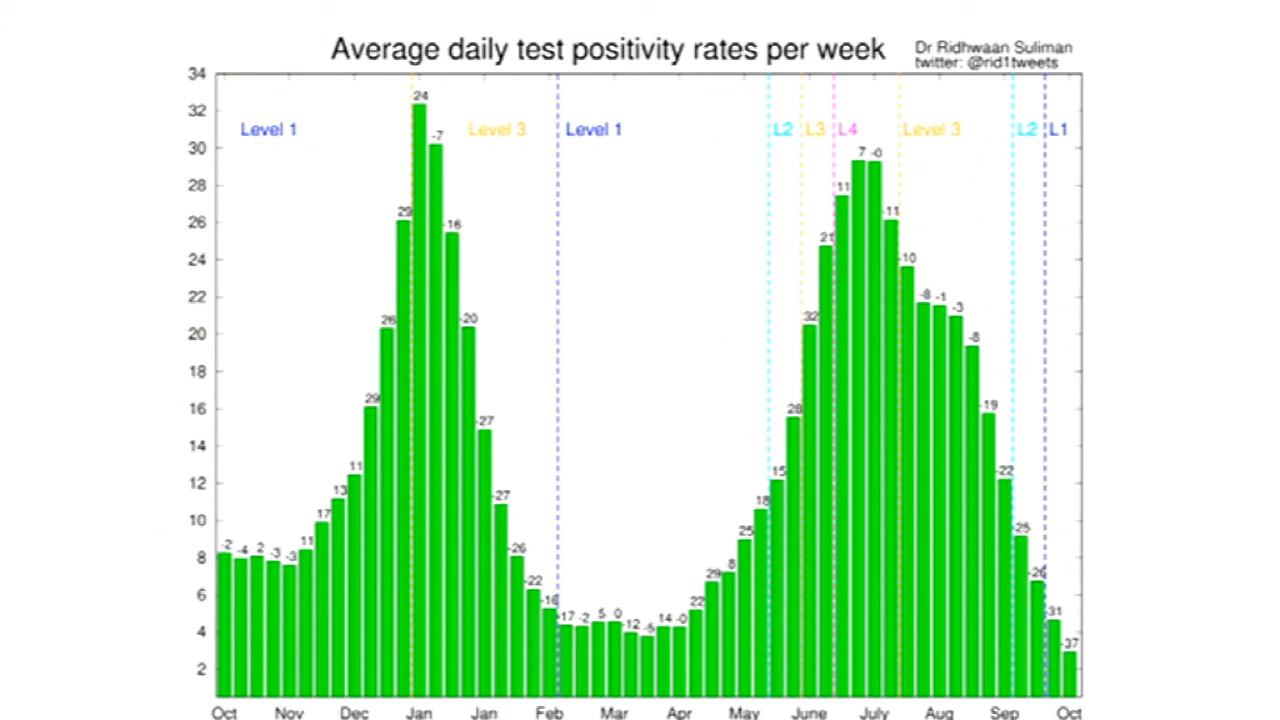 Average daily test positivity rates per week
Dr Ridhwaan Suliman
twitter: @rid1tweets
34
32
30
28
26
24
22
20
18
16
14
12
10
8
6
4
2
Level 1
Level 3
Level 1
L2
L3
L4
Level 3
L2
L1
-2 -4 2 -3 -3 11 17 13 11 29 26 29 24 -7 -16 -20 -27 -27 -26 -22 -16 -17 -2 5 0 -12 -5 14 -0 22 29 8 25 18 15 28 32 21 11 7 -0 -11 -10 -8 -1 -3 -8 -19 -22 -25 -26 -31 -37
Oct Nov Dec Jan Jan Feb Mar Apr May June July Aug Sep Oct